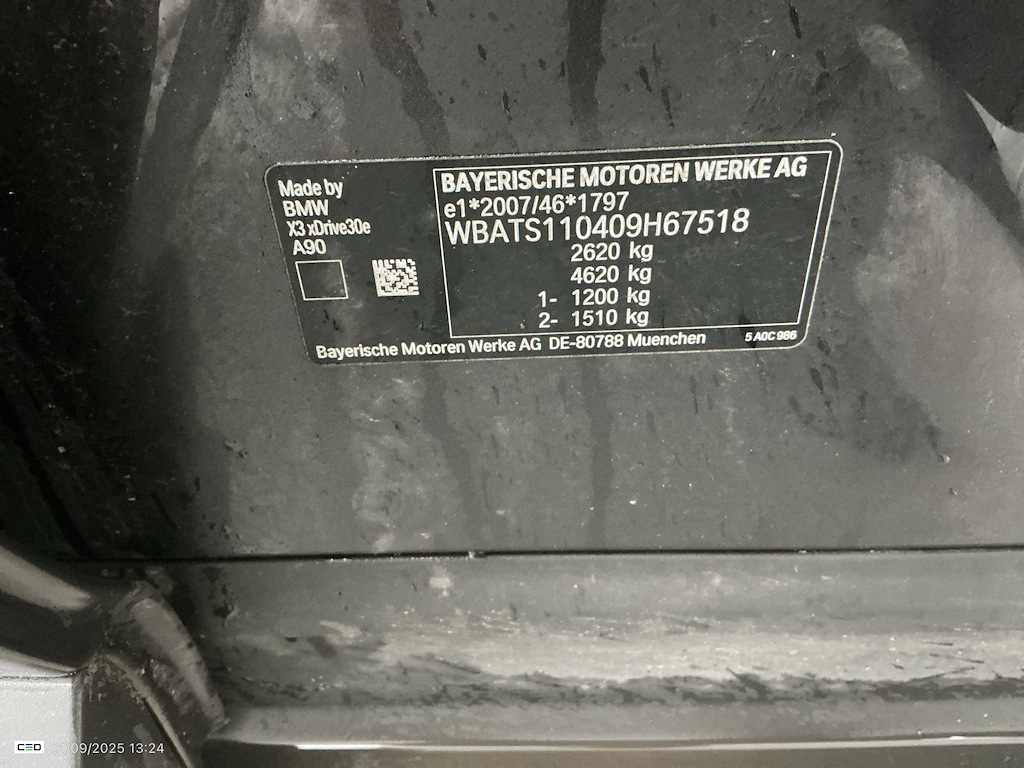 Made by
BMW
X3 xDrive30e
A90
BAYERISCHE MOTOREN WERKE AG
e1*2007/46*1797
WBATS110409H67518
2620 kg
4620 kg
1- 1200 kg
2- 1510 kg
Bayerische Motoren Werke AG DE-80788 Muenchen
5 A0C 986
/09/2025 13:24